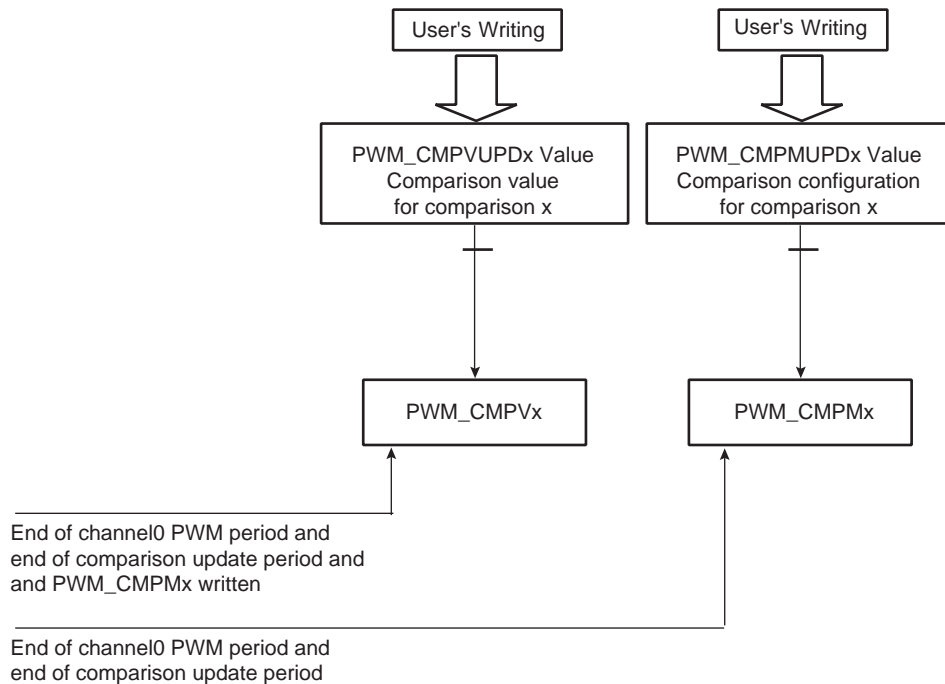 User's Writing
User's Writing
PWM_CMPVUPDx Value
Comparison value
for comparison x
PWM_CMPMUPDx Value
Comparison configuration
for comparison x
PWM_CMPVx
PWM_CMPMx
End of channel0 PWM period and
end of comparison update period and
and PWM_CMPMx written
End of channel0 PWM period and
end of comparison update period